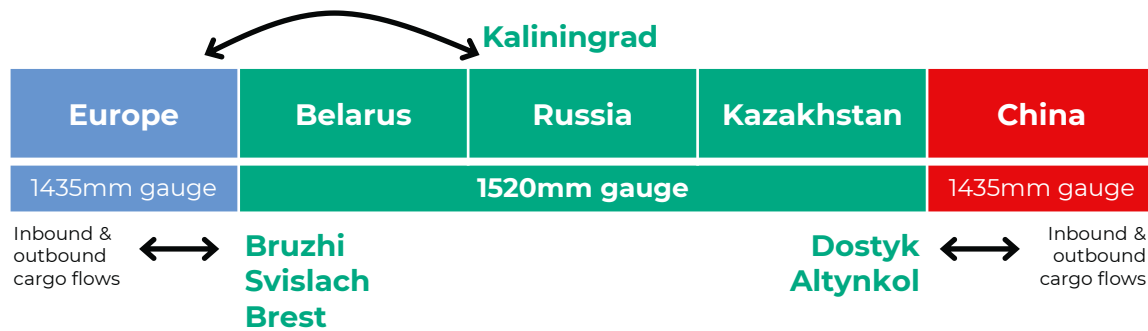 Kaliningrad
Europe
Belarus
Russia
Kazakhstan
China
1435mm gauge
1520mm gauge
1435mm gauge
Inbound &
outbound
cargo flows
Bruzhi
Svislach
Brest
Dostyk
Altynkol
Inbound &
outbound
cargo flows